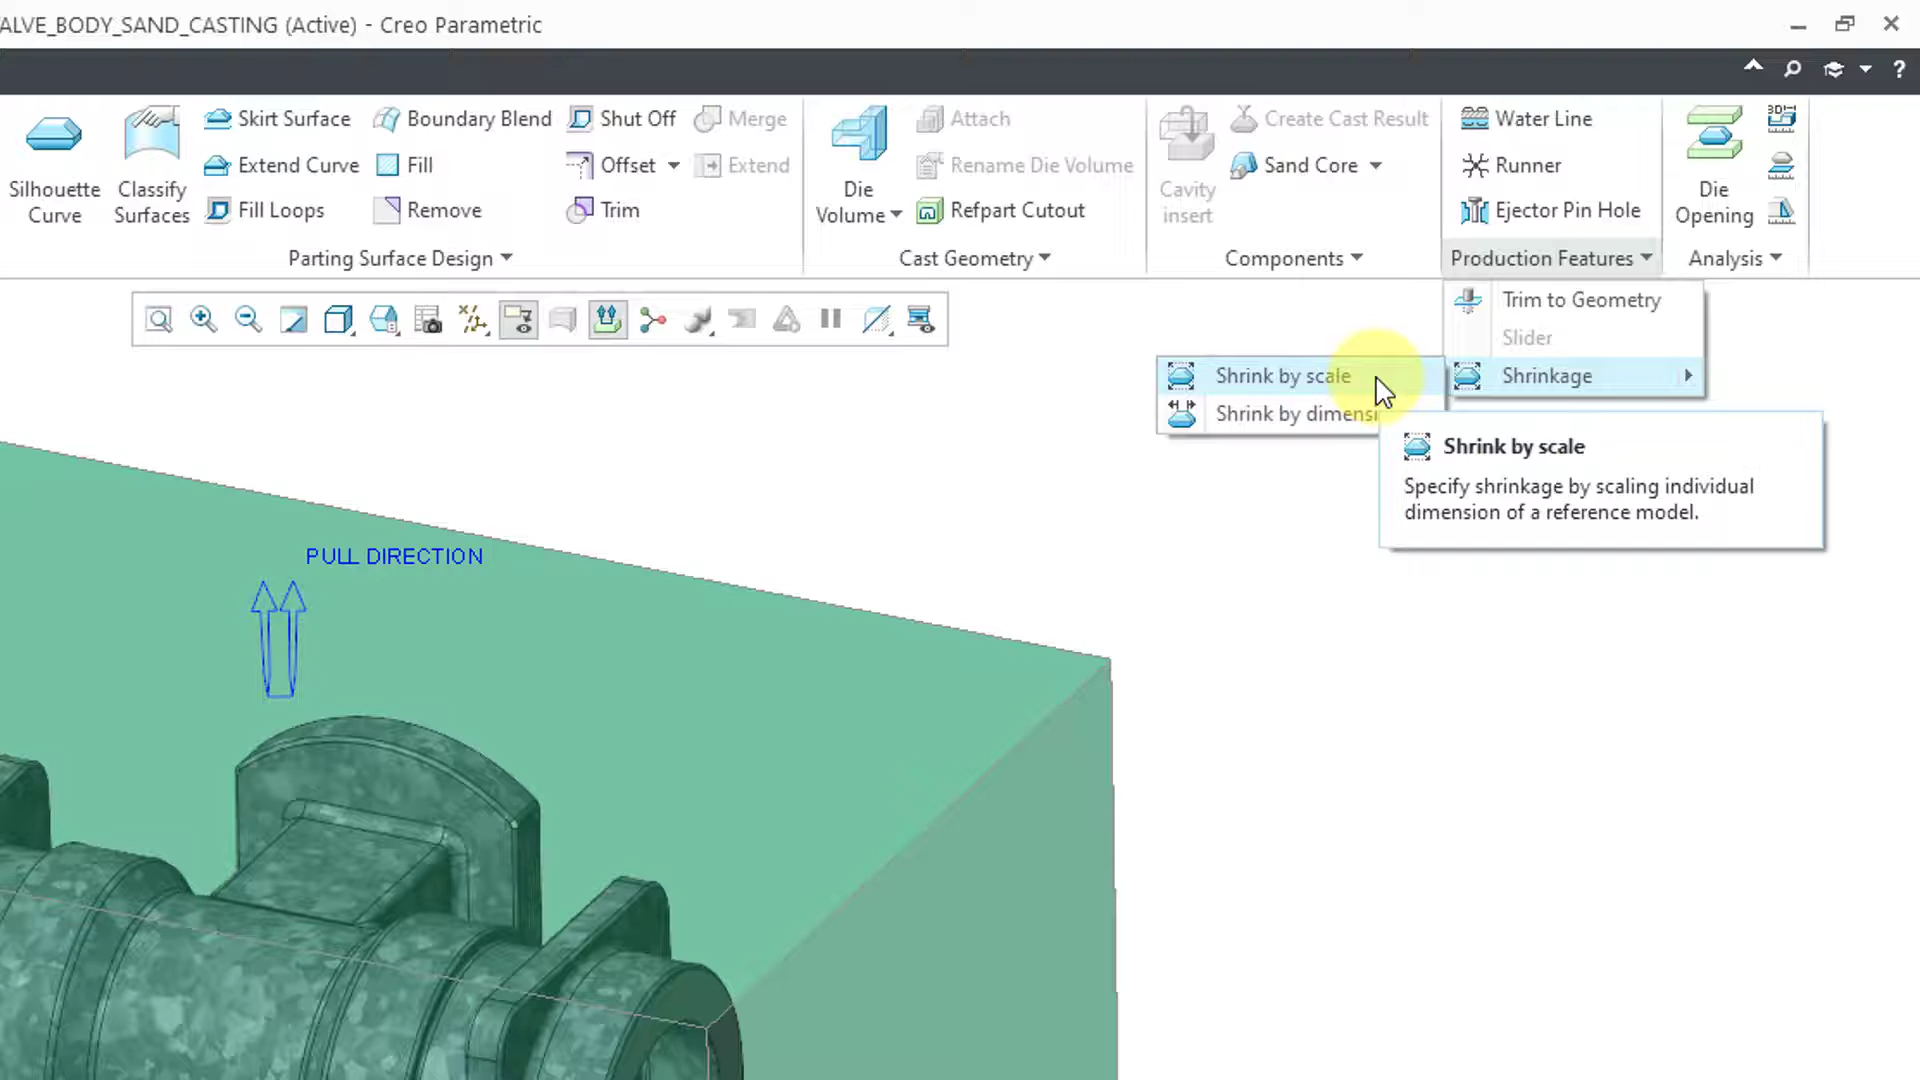 ALVE_BODY_SAND_CASTING (Active) - Creo Parametric
?
Skirt Surface
Boundary Blend
Shut Off
Merge
Attach
Create Cast Result
Water Line
Extend Curve
Fill
Offset
Extend
Rename Die Volume
Sand Core
Runner
Silhouette
Curve
Classify
Surfaces
Fill Loops
Remove
Trim
Die
Volume
Refpart Cutout
Cavity
insert
Ejector Pin Hole
Die
Opening
3D
Parting Surface Design
Cast Geometry
Components
Production Features
Analysis
Trim to Geometry
Slider
Shrinkage
Shrink by scale
Shrink by dimensi
Shrink by scale
Specify shrinkage by scaling individual
dimension of a reference model.
PULL DIRECTION